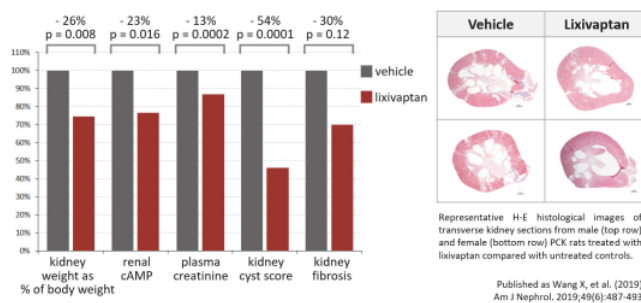 - 26%
p = 0.008
- 23%
p = 0.016
- 13%
p = 0.0002
- 54%
p = 0.0001
- 30%
p = 0.12
110%
100%
90%
80%
70%
60%
50%
40%
30%
20%
10%
0%
vehicle
lixivaptan
kidney
weight as
% of body weight
renal
cAMP
plasma
creatinine
kidney
cyst score
kidney
fibrosis
Vehicle
Lixivaptan
Representative H-E histological images of
transverse kidney sections from male (top row)
and female (bottom row) PCK rats treated with
lixivaptan compared with untreated controls.
Published as Wang X, et al. (2019)
Am J Nephrol. 2019;49(6):487-493